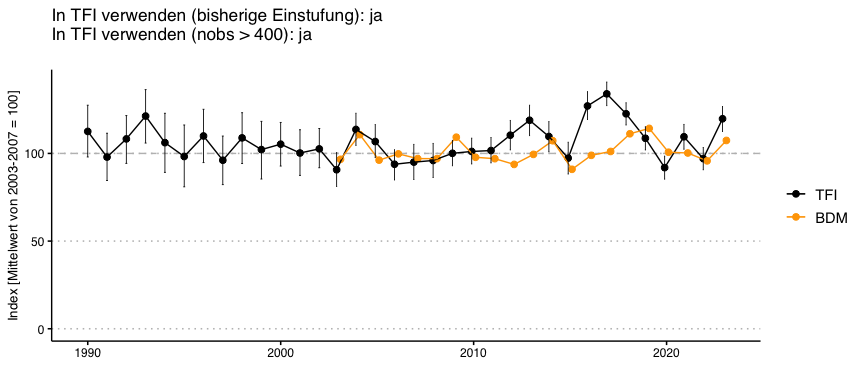 In TFI verwenden (bisherige Einstufung): ja
In TFI verwenden (nobs > 400): ja
Index [Mittelwert von 2003-2007 = 100]
100
50
0
1990
2000
2010
2020
TFI
BDM